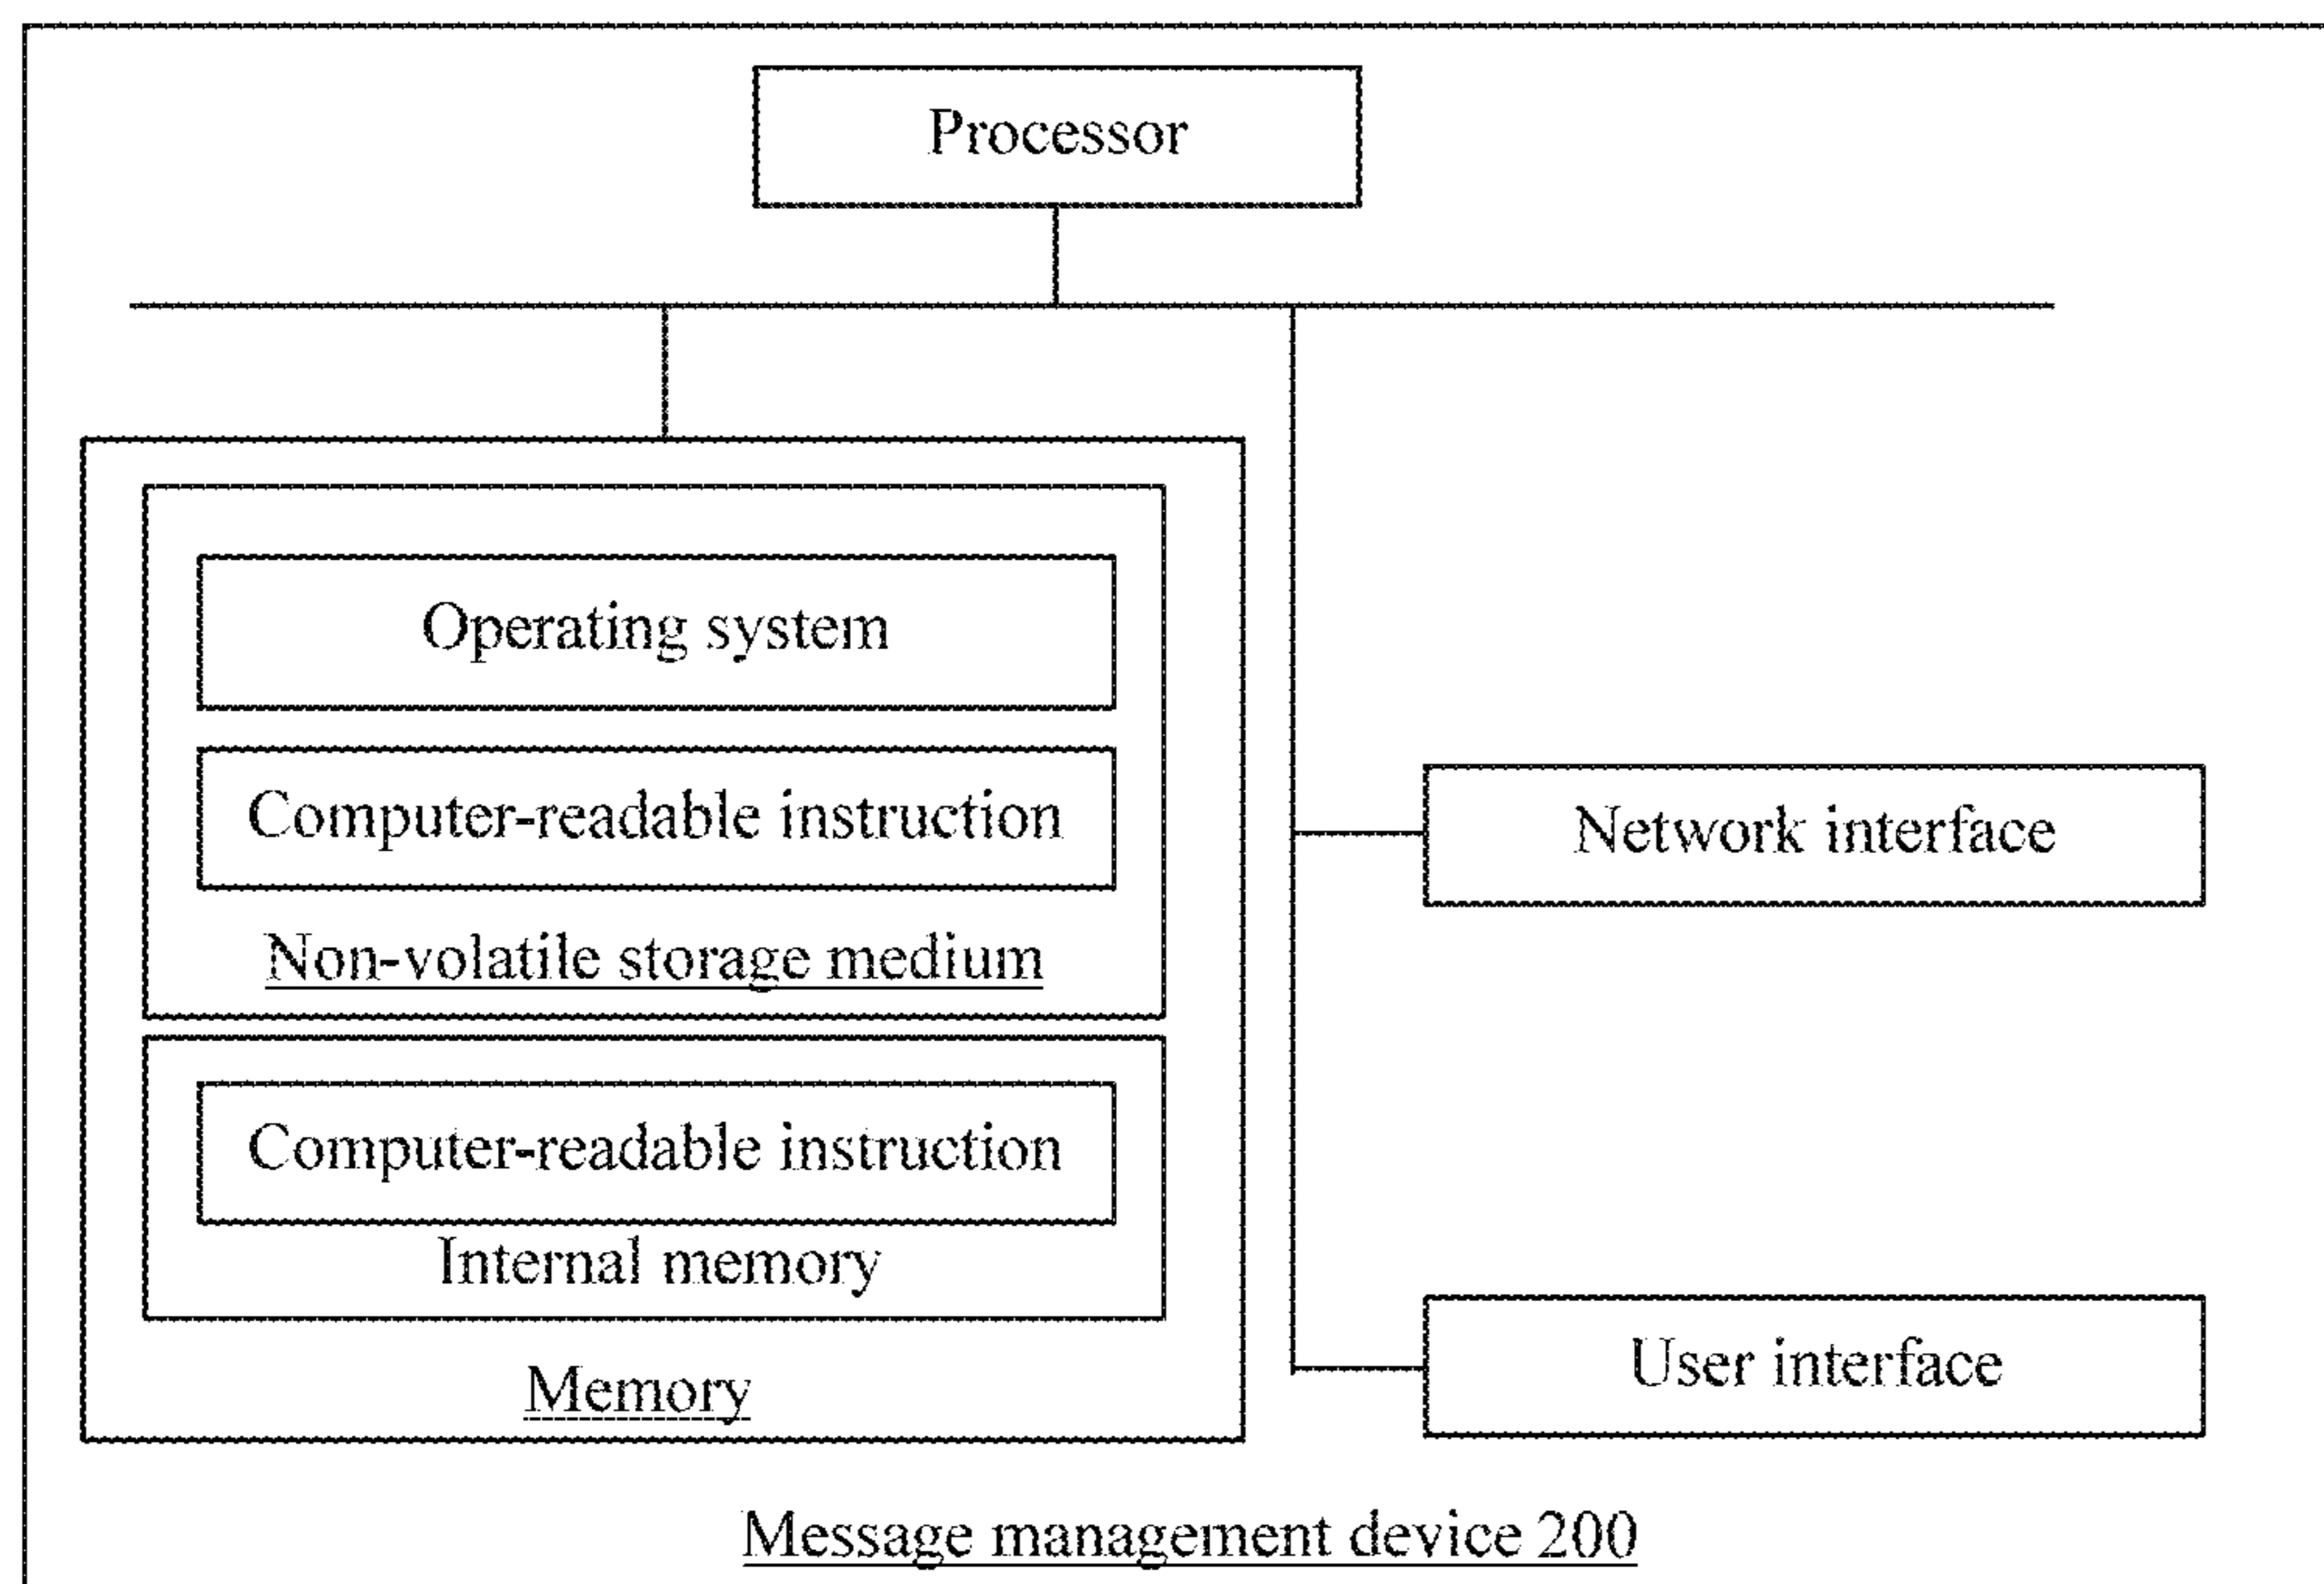 Processor
Operating system
Computer-readable instruction
Non-volatile storage medium
Computer-readable instruction
Internal memory
Memory
Network interface
User interface
Message management device 200